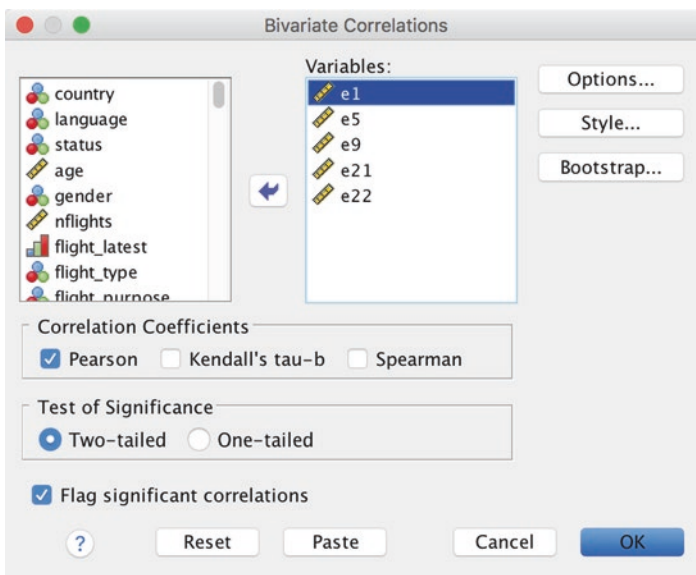 Bivariate Correlations
country
language
status
age
gender
nflights
flight_latest
flight_type
flight_purpose
Variables:
e1
e5
e9
e21
e22
Options...
Style...
Bootstrap...
Correlation Coefficients
Pearson Kendall's tau-b Spearman
Test of Significance
Two-tailed One-tailed
Flag significant correlations
? Reset Paste Cancel OK